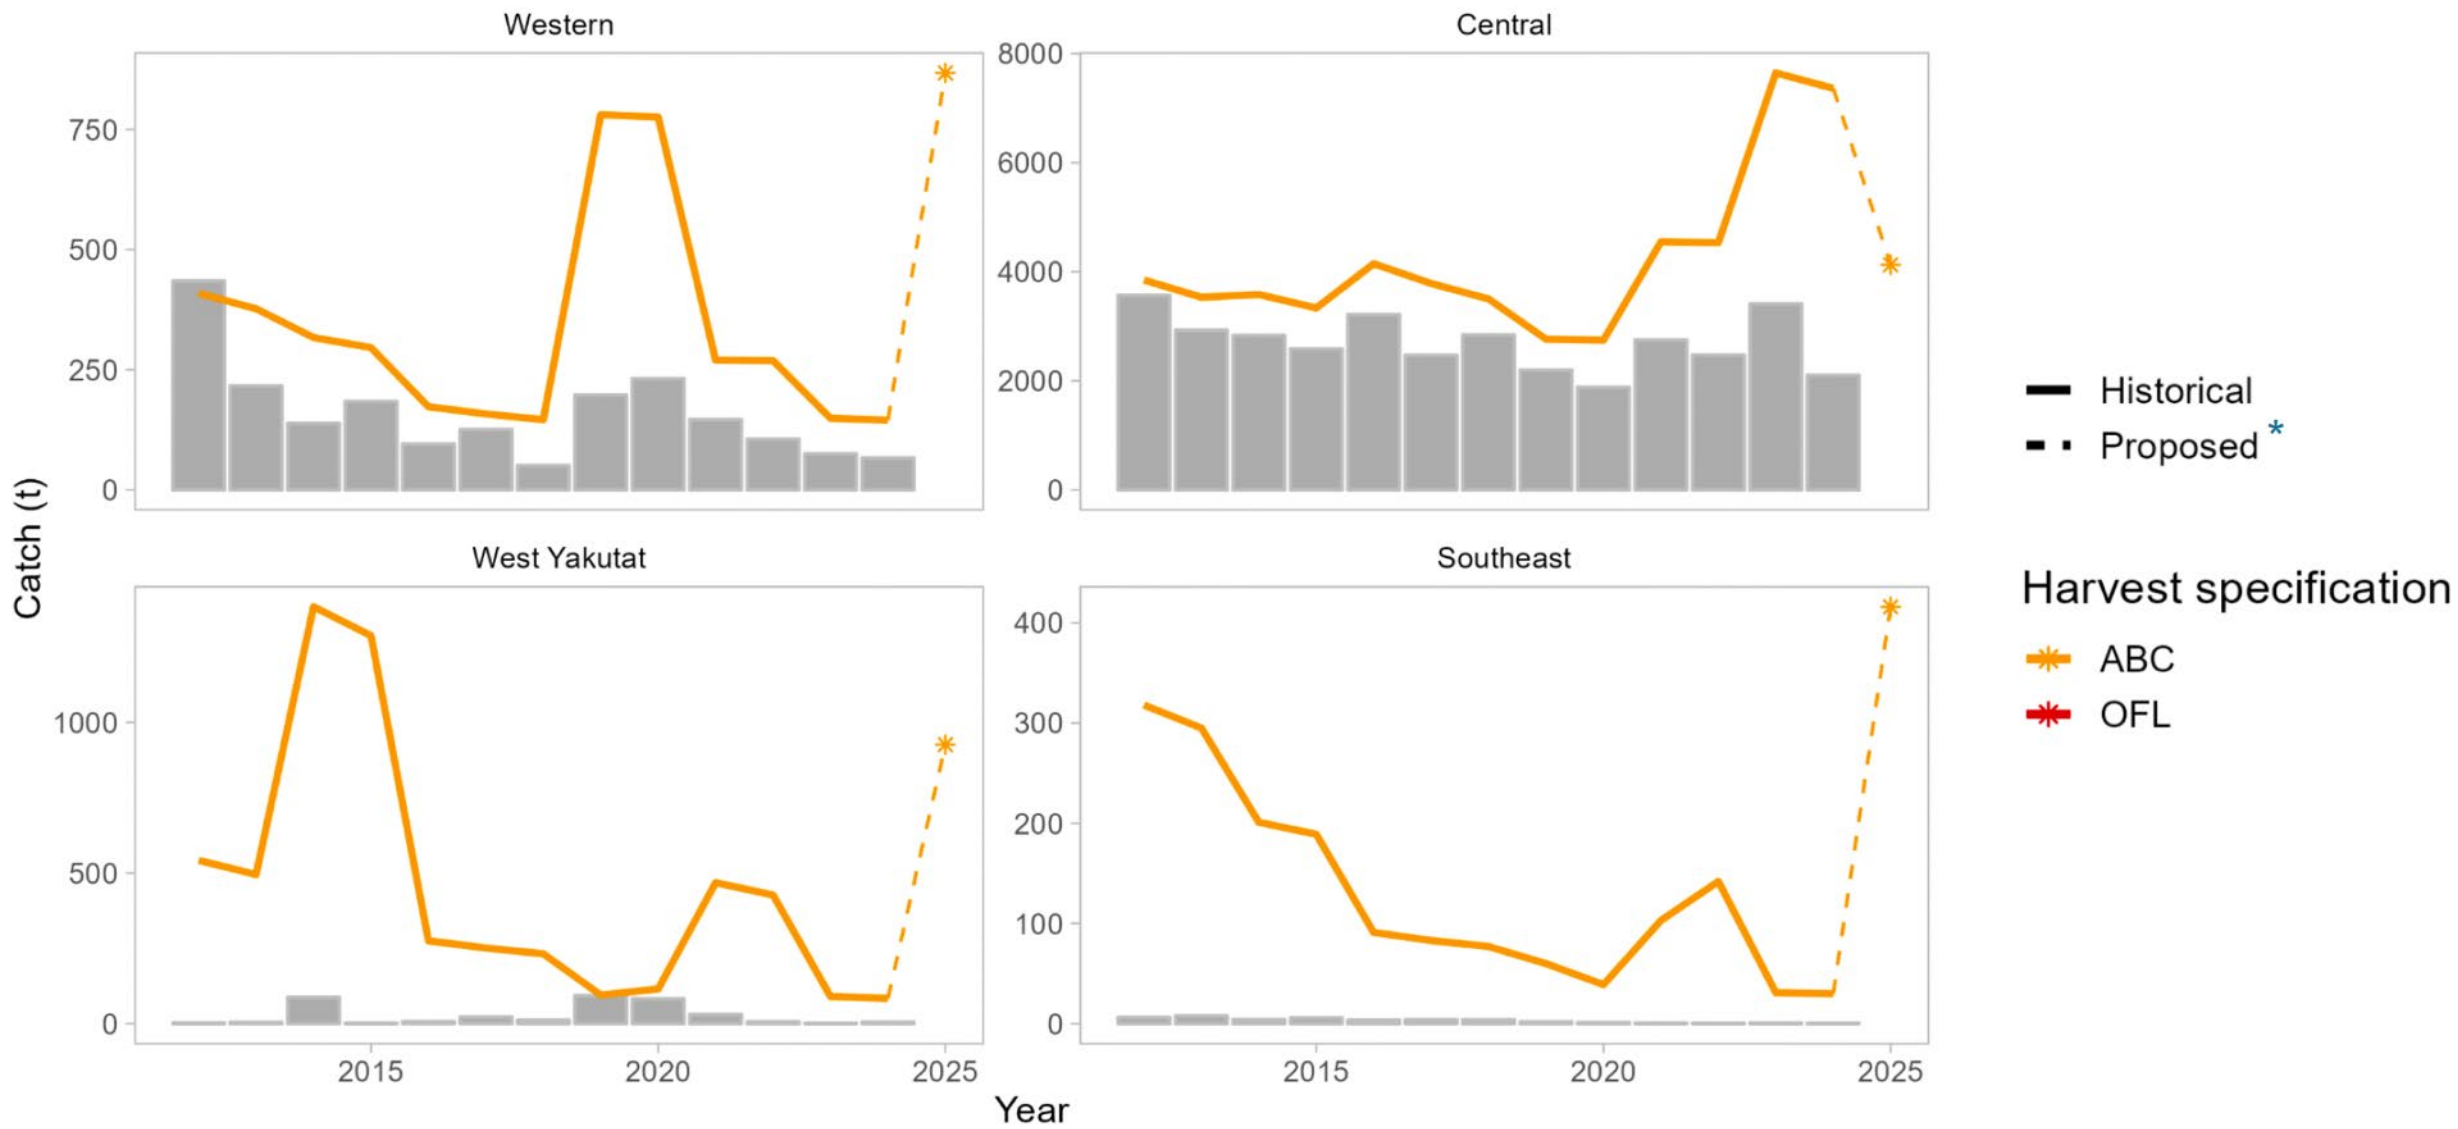 Western
Central
750
500
250
0
8000
6000
4000
2000
0
Historical
Proposed *
Catch (t)
West Yakutat
Southeast
1000
500
0
400
300
200
100
0
Harvest specification
ABC
OFL
2015
2020
2025
2015
2020
2025
Year